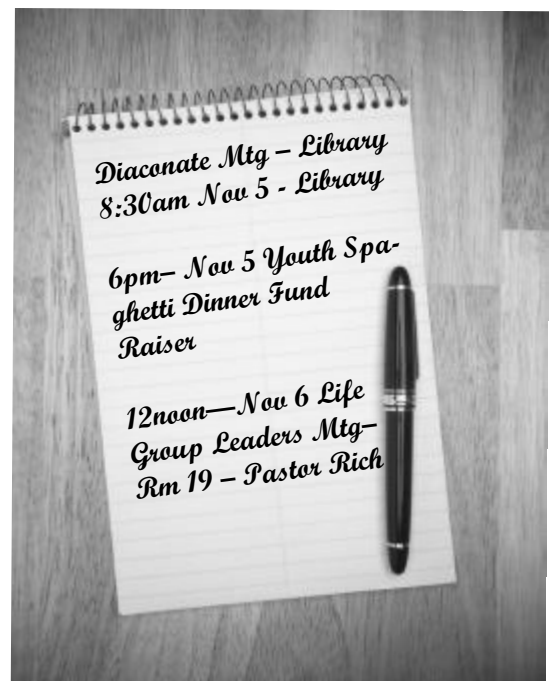 Diaconate Mtg – Library
8:30am Nov 5 - Library
6pm– Nov 5 Youth Spa-
ghetti Dinner Fund
Raiser
12noon—Nov 6 Life
Group Leaders Mtg–
Rm 19 – Pastor Rich